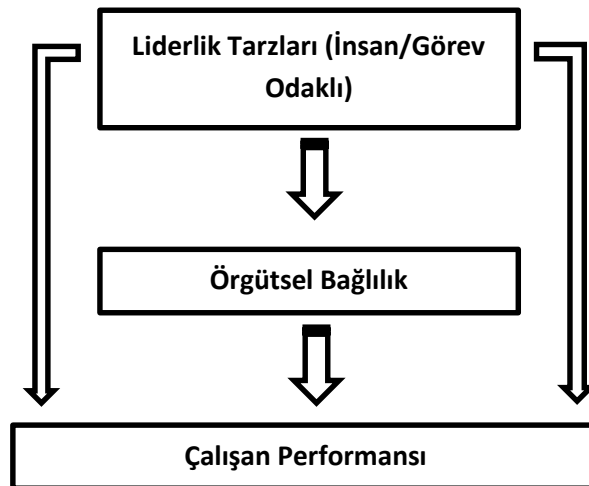 Liderlik Tarzları (İnsan/Görev
Odaklı)
Örgütsel Bağlılık
Çalışan Performansı